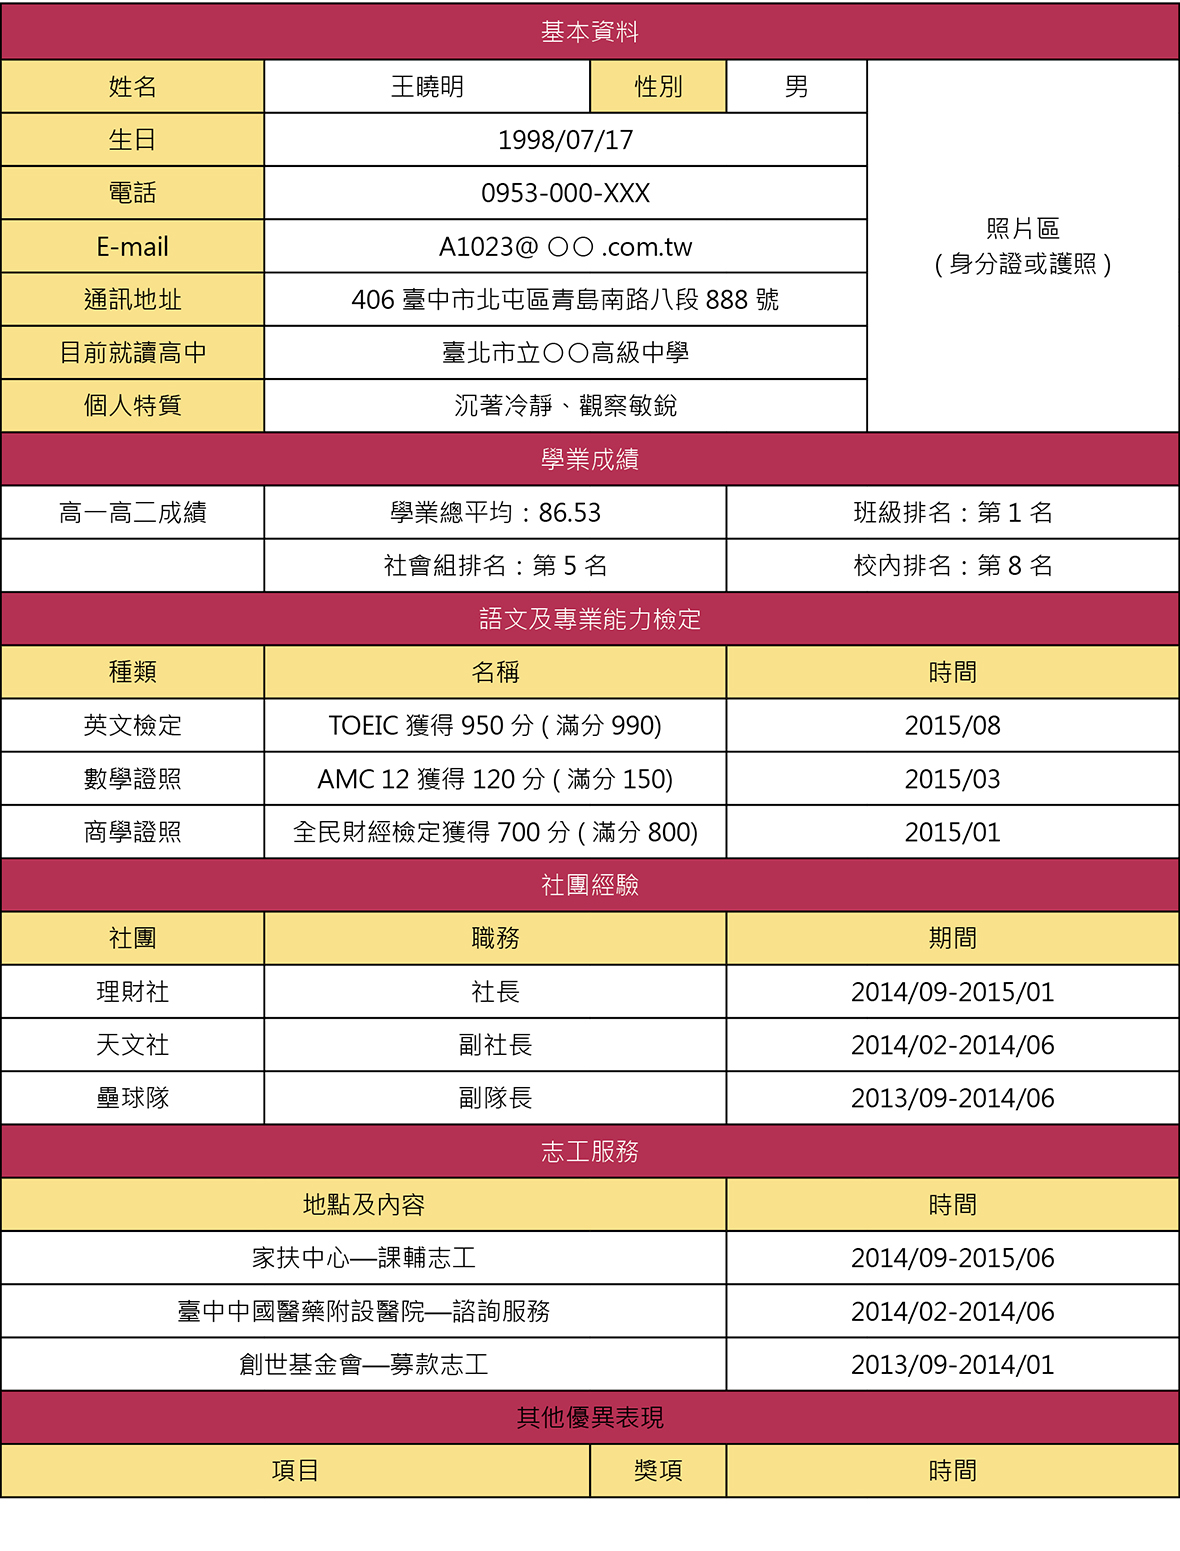 基本資料
姓名 王曉明 性別 男
生日 1998/07/17
電話 0953-000-XXX
E-mail A1023@ ○○ .com.tw
通訊地址 406 臺中市北屯區青島南路八段 888 號
目前就讀高中 臺北市立○○高級中學
個人特質 沉著冷靜、觀察敏銳
照片區
( 身分證或護照 )
學業成績
高一高二成績 學業總平均：86.53 班級排名：第 1 名
社會組排名：第 5 名 校內排名：第 8 名
語文及專業能力檢定
種類 名稱 時間
英文檢定 TOEIC 獲得 950 分 ( 滿分 990) 2015/08
數學證照 AMC 12 獲得 120 分 ( 滿分 150) 2015/03
商學證照 全民財經檢定獲得 700 分 ( 滿分 800) 2015/01
社團經驗
社團 職務 期間
理財社 社長 2014/09-2015/01
天文社 副社長 2014/02-2014/06
壘球隊 副隊長 2013/09-2014/06
志工服務
地點及內容 時間
家扶中心—課輔志工 2014/09-2015/06
臺中中國醫藥附設醫院—諮詢服務 2014/02-2014/06
創世基金會—募款志工 2013/09-2014/01
其他優異表現
項目 獎項 時間